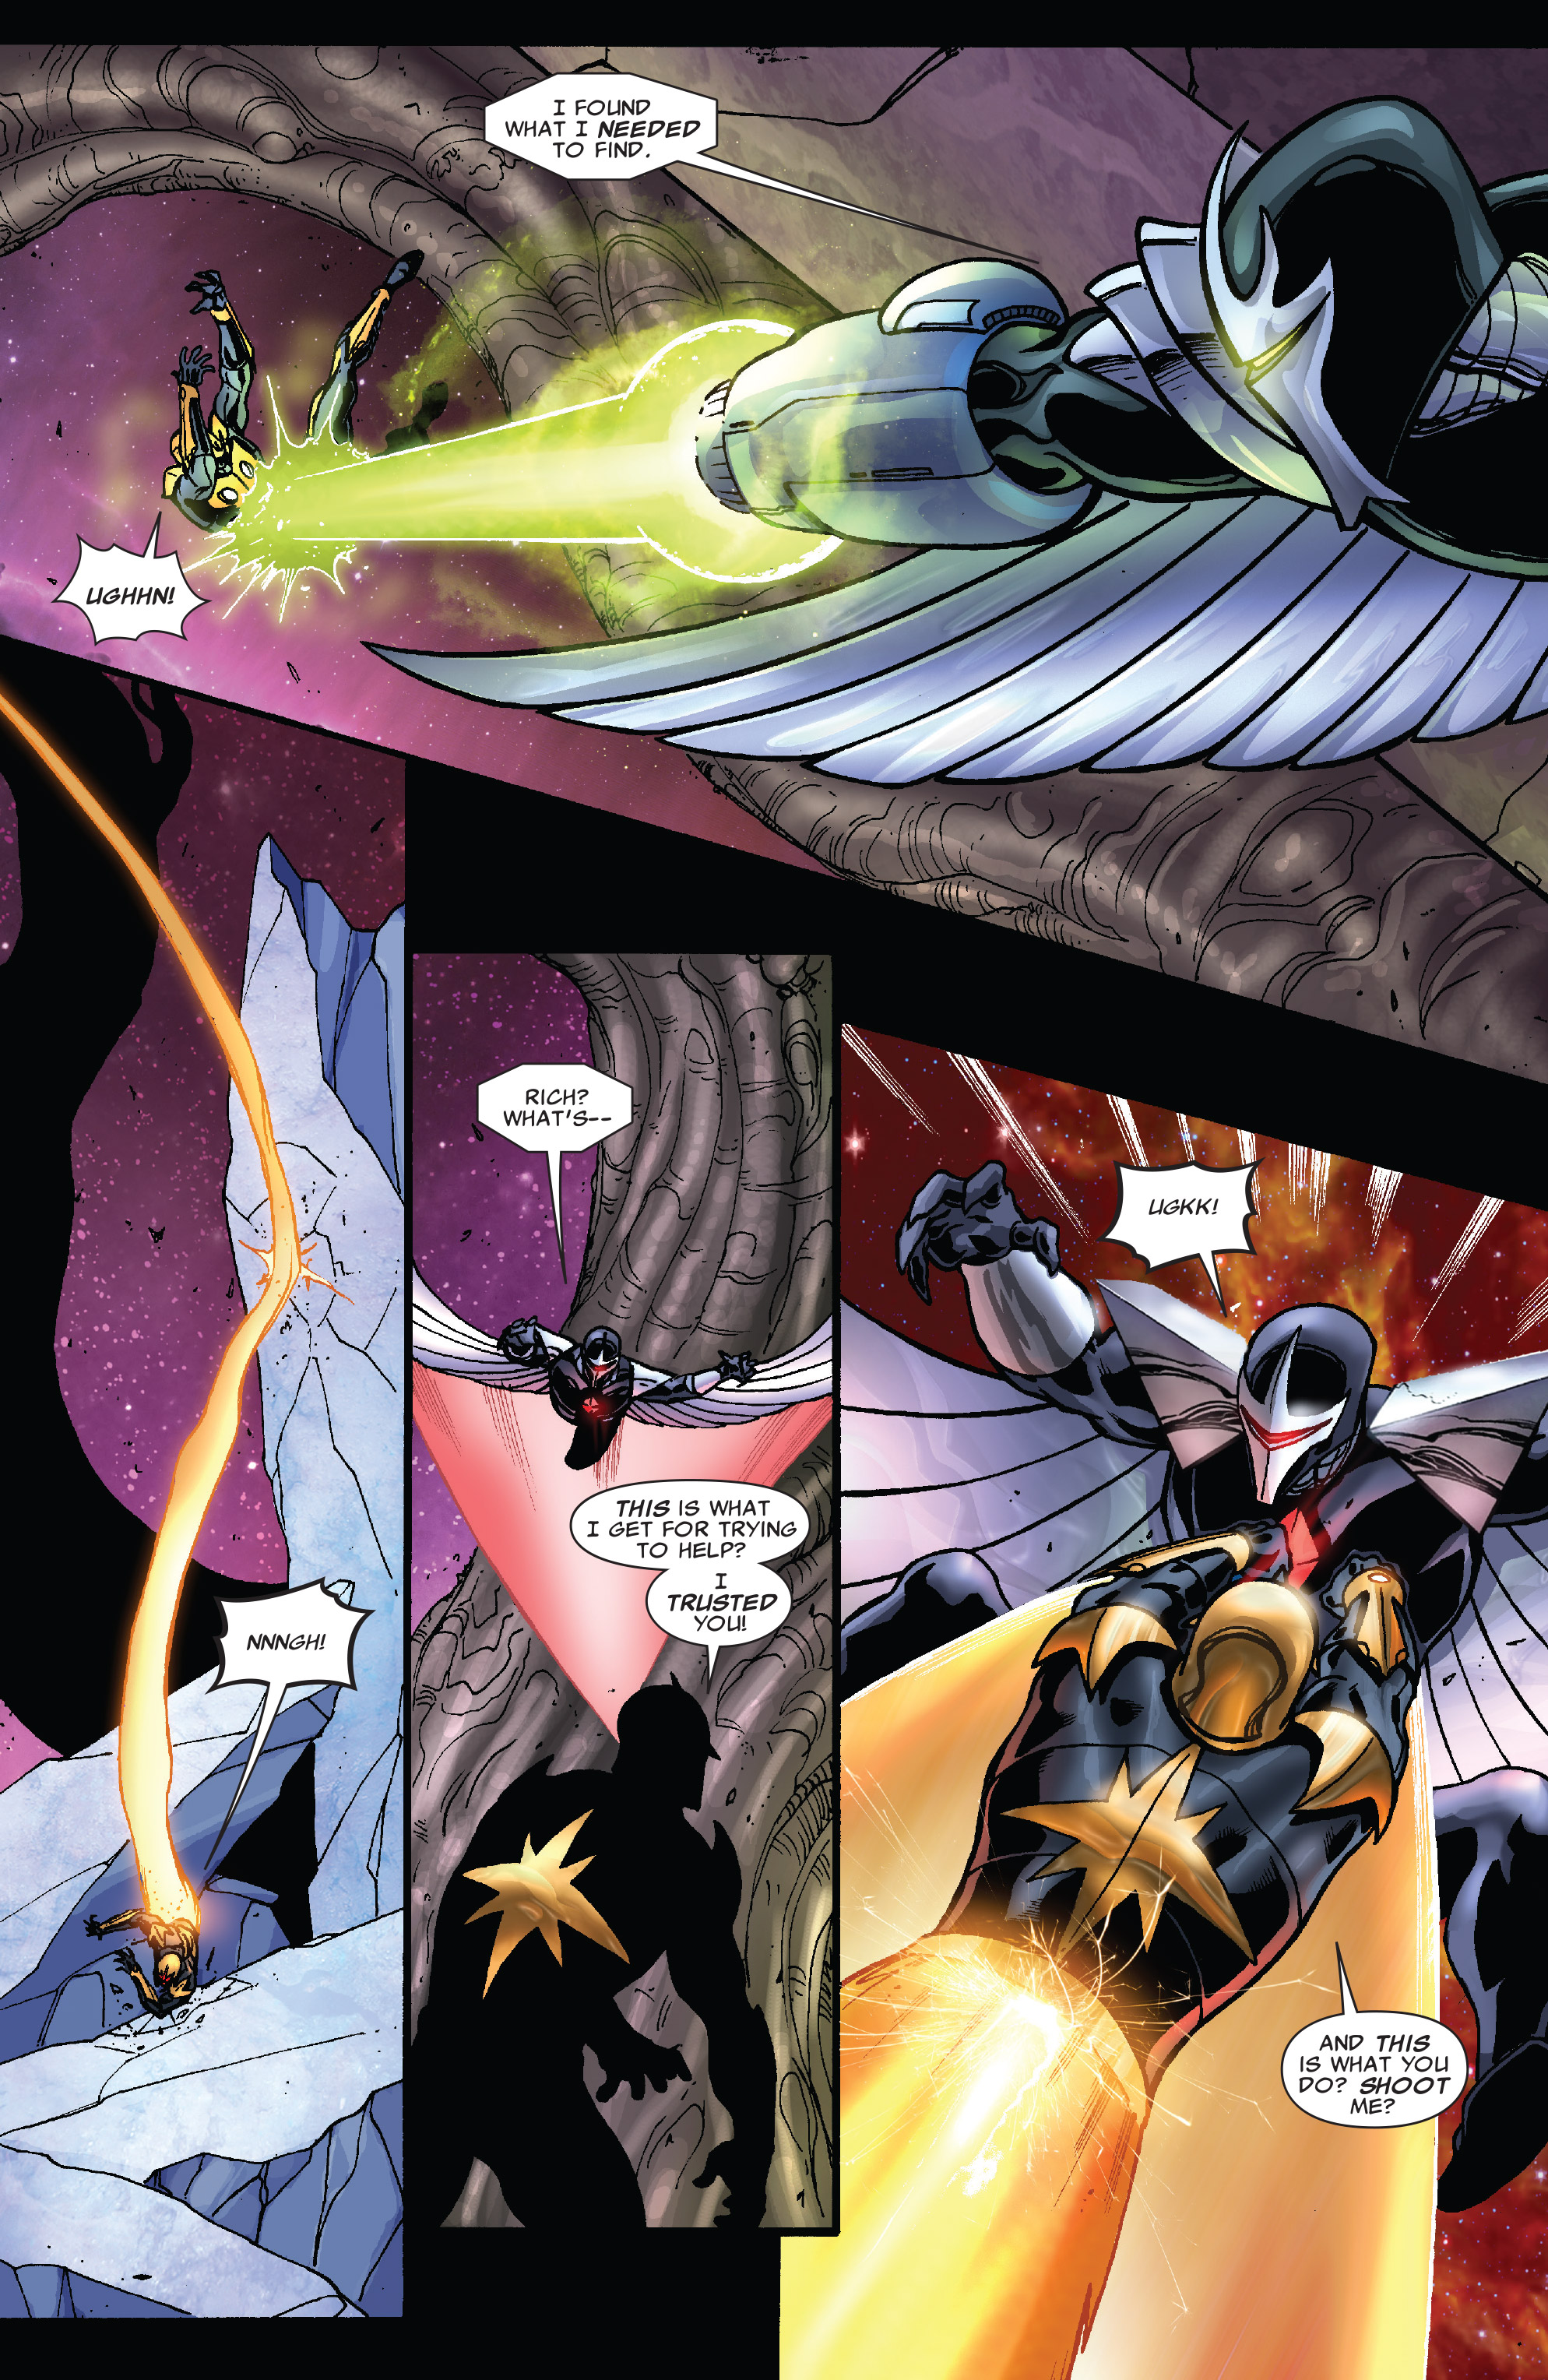 I FOUND
WHAT I NEEDED
TO FIND.
UGHHN!
NNNGH!
RICH?
WHAT'S--
THIS IS WHAT
I GET FOR TRYING
TO HELP?
I
TRUSTED
YOU!
UGKK!
AND THIS
IS WHAT YOU
DO? SHOOT
ME?